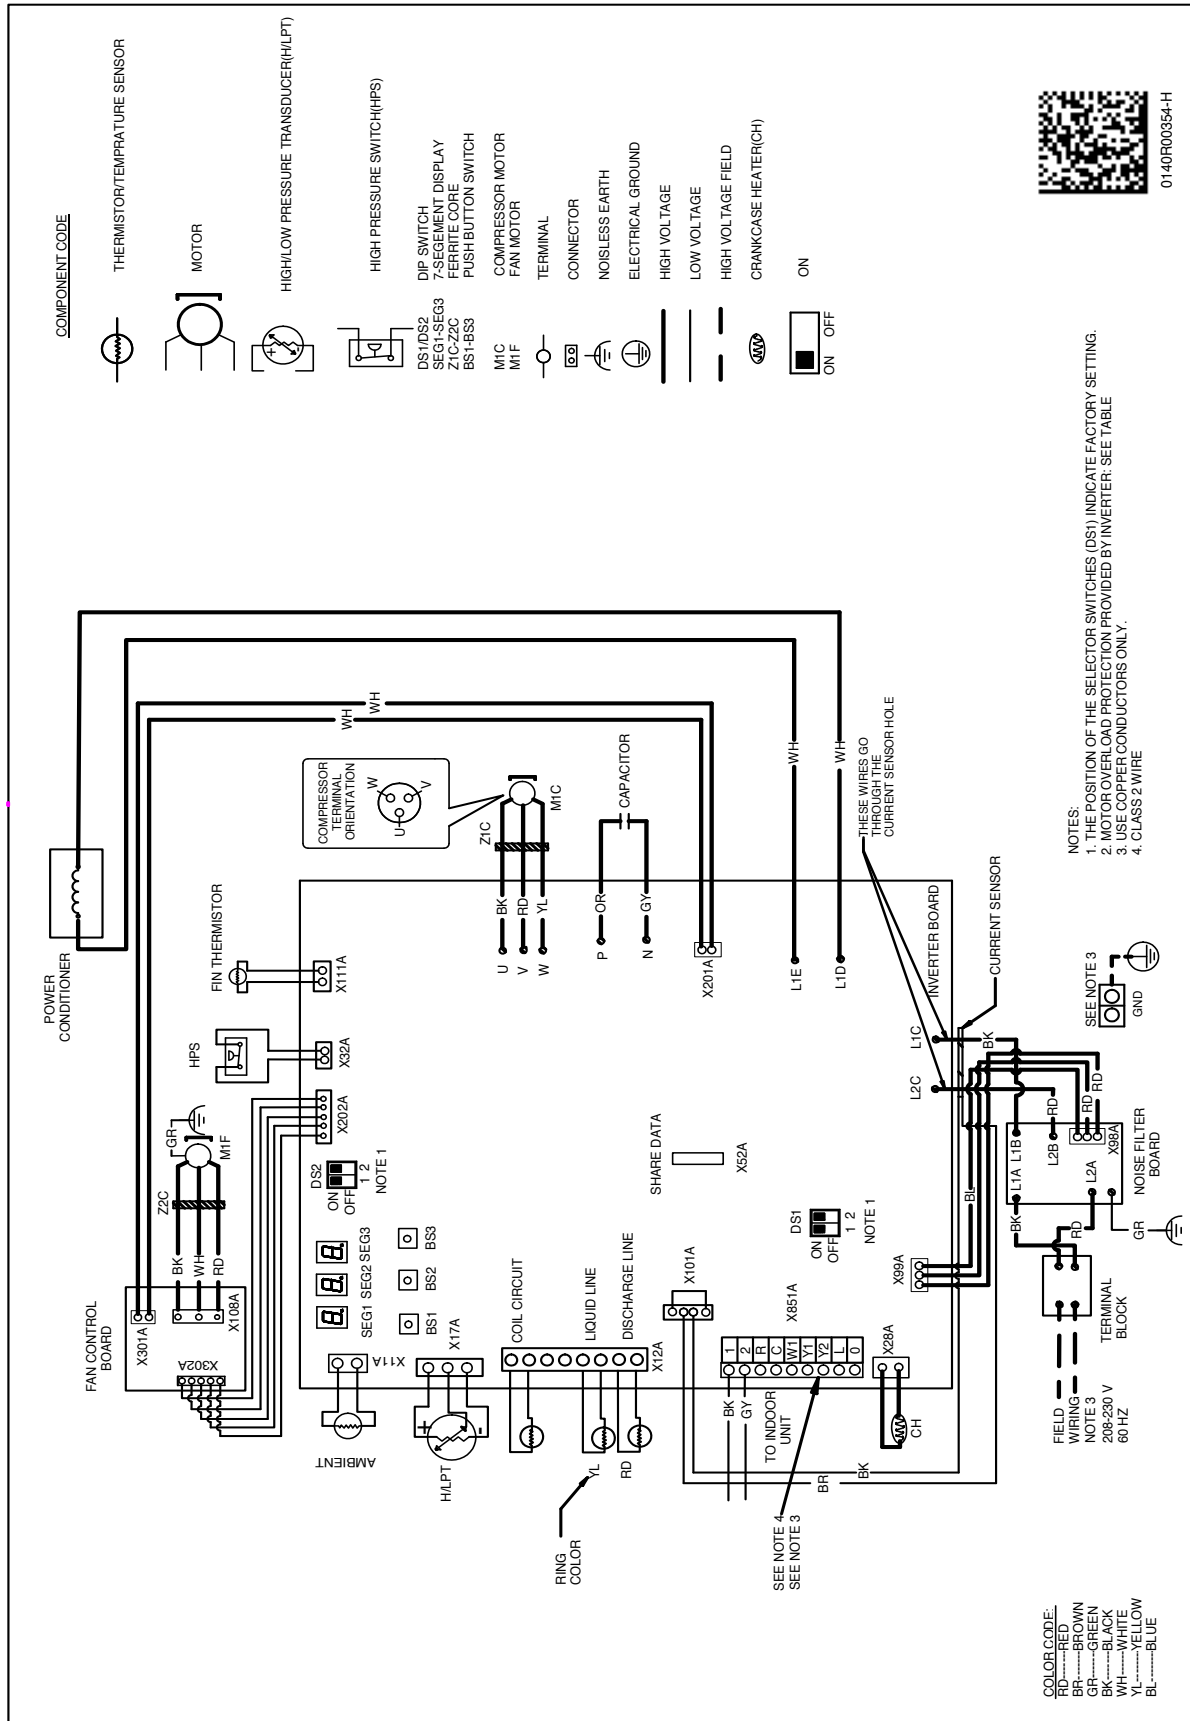 COMPONENT CODE
THERMISTOR/TEMPRATURE SENSOR
MOTOR
HIGH/LOW PRESSURE TRANSDUCER(H/LPT)
HIGH PRESSURE SWITCH(HPS)
DS1/DS2 DIP SWITCH
SEG1-SEG3 7-SEGEMENT DISPLAY
Z1C-Z2C FERRITE CORE
BS1-BS3 PUSH BUTTON SWITCH
M1C COMPRESSOR MOTOR
M1F FAN MOTOR
TERMINAL
CONNECTOR
NOISLESS EARTH
ELECTRICAL GROUND
HIGH VOLTAGE
LOW VOLTAGE
HIGH VOLTAGE FIELD
CRANKCASE HEATER(CH)
ON OFF
ON
0140R00354-H
POWER
CONDITIONER
FIN THERMISTOR
X111A
HPS
X32A
X202A
GR
M1F
Z2C
BK
WH
RD
FAN CONTROL
BOARD
X301A
X108A
X302A
DS2
ON
OFF
1 2
NOTE 1
SEG1 SEG2 SEG3
BS1
BS2
BS3
AMBIENT
X11A
H/LPT
+
-
X17A
COIL CIRCUIT
LIQUID LINE
DISCHARGE LINE
X12A
YL
RD
RING
COLOR
COMPRESSOR
TERMINAL
ORIENTATION
U
V
W
Z1C
M1C
U BK
V RD
W YL
P OR
N GY
CAPACITOR
WH
WH
X201A
L1E
WH
L1D
WH
THESE WIRES GO
THROUGH THE
CURRENT SENSOR HOLE
INVERTER BOARD
CURRENT SENSOR
L1C
L2C
BK
SHARE DATA
X52A
DS1
ON
OFF
1 2
NOTE 1
X101A
X851A
1
2
R
C
W1
Y1
Y2
L
0
BK
GY
TO INDOOR
UNIT
SEE NOTE 4
SEE NOTE 3
BR
BK
X28A
CH
X99A
BL
RD
RD
RD
X98A
L1A L1B
L2B
L2A
NOISE FILTER
BOARD
BK
RD
GR
TERMINAL
BLOCK
FIELD
WIRING
NOTE 3
208-230 V
60 HZ
SEE NOTE 3
GND
NOTES:
1. THE POSITION OF THE SELECTOR SWITCHES (DS1) INDICATE FACTORY SETTING.
2. MOTOR OVERLOAD PROTECTION PROVIDED BY INVERTER: SEE TABLE
3. USE COPPER CONDUCTORS ONLY.
4. CLASS 2 WIRE
COLOR CODE:
RD-------RED
BR-------BROWN
GR-------GREEN
BK-------BLACK
WH-------WHITE
YL-------YELLOW
BL-------BLUE